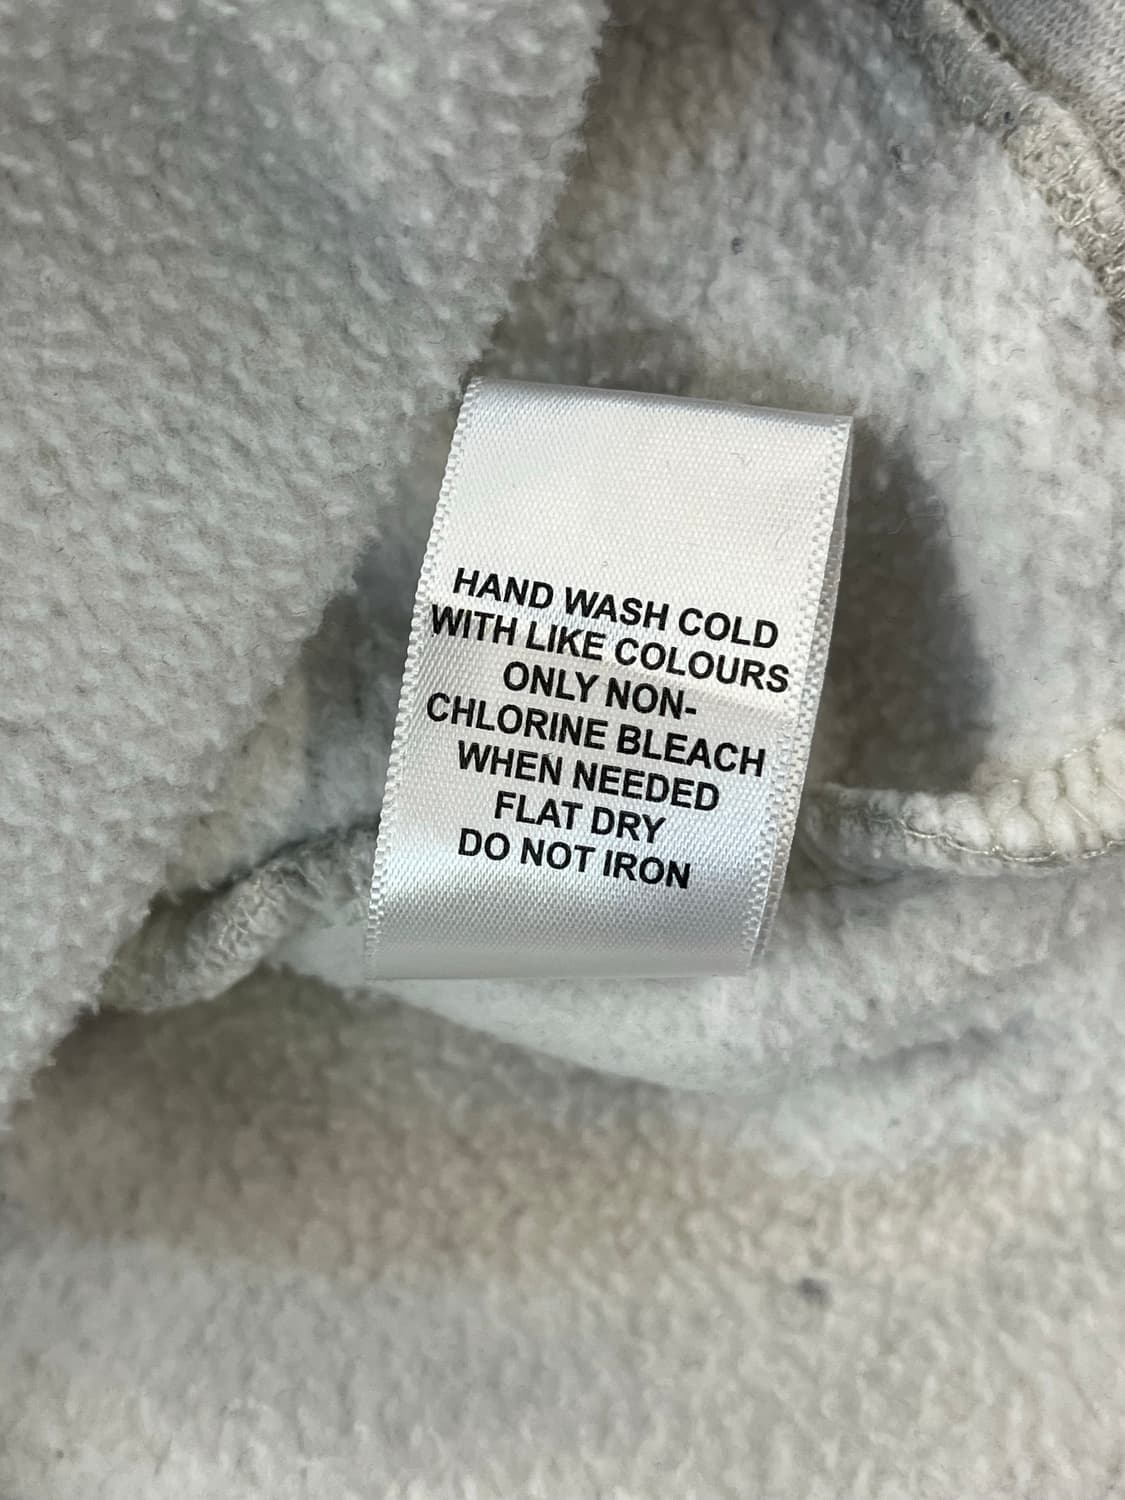 HAND WASH COLD
WITH LIKE COLOURS
ONLY NON-
CHLORINE BLEACH
WHEN NEEDED
FLAT DRY
DO NOT IRON